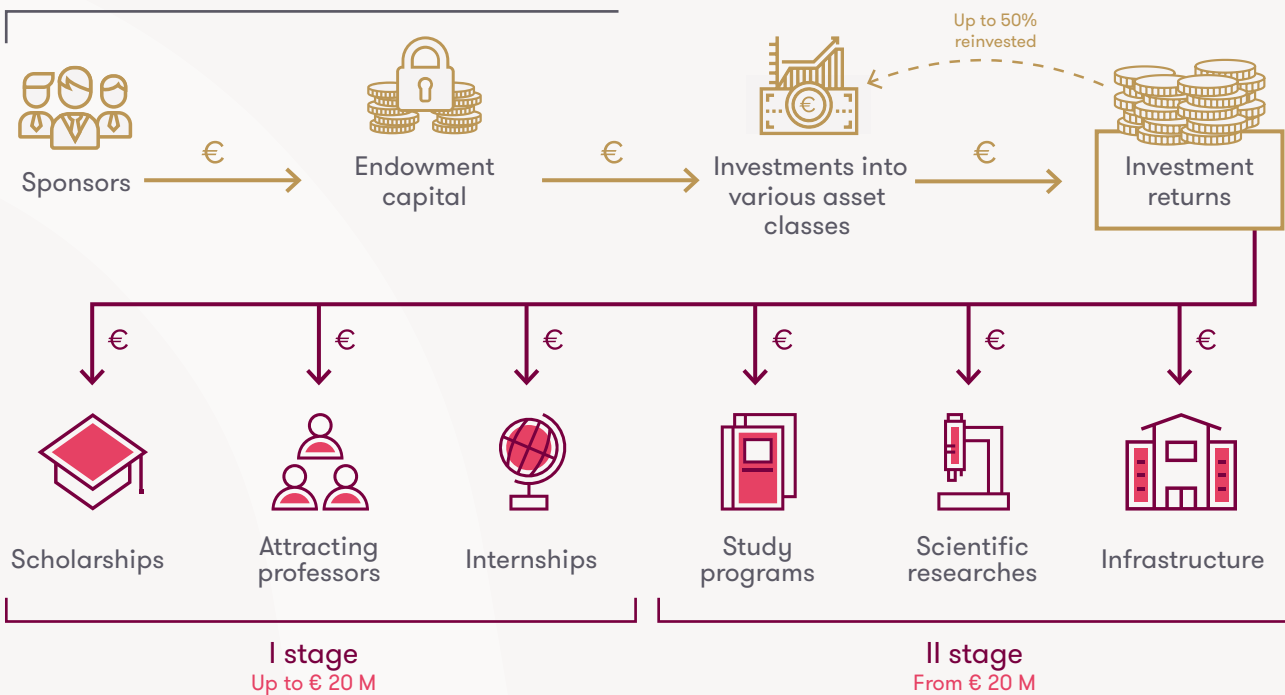 Up to 50%
reinvested
€
Sponsors
€
Endowment
capital
€
Investments into
various asset
classes
€
Investment
returns
€
€
€
€
€
€
Scholarships
Attracting
professors
Internships
Study
programs
Scientific
researches
Infrastructure
I stage
Up to € 20 M
II stage
From € 20 M